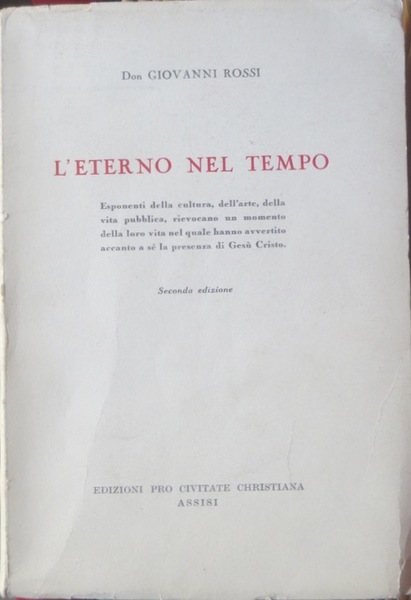 Don GIOVANNI ROSSI
L'ETERNO NEL TEMPO
Esponenti della cultura, dell'arte, della
vita pubblica, rievocano un momento
della loro vita nel quale hanno avvertito
accanto a sé la presenza di Gesù Cristo.
Seconda edizione
EDIZIONI PRO CIVITATE CHRISTIANA
ASSISI